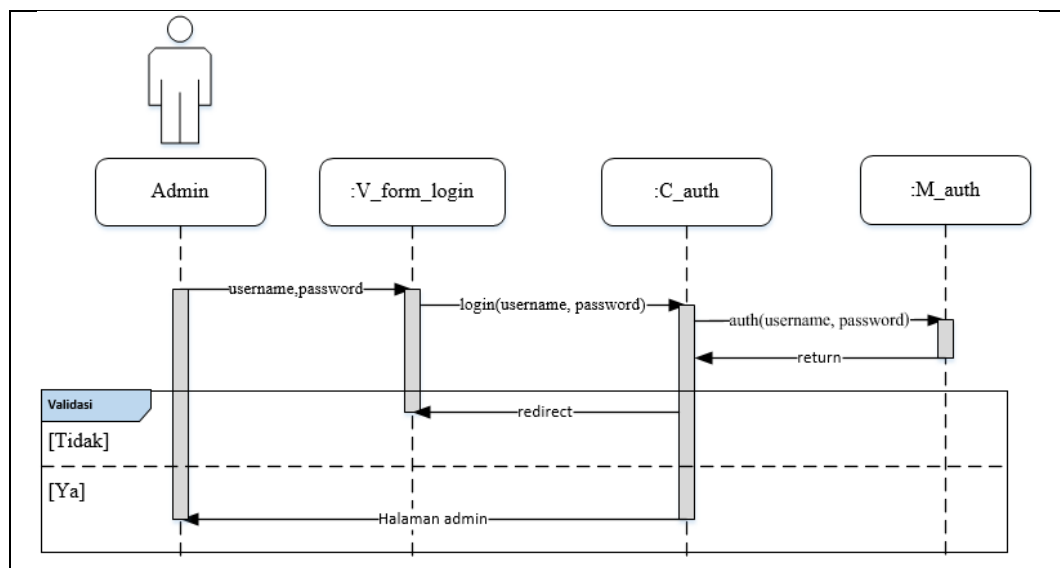 Admin
:V_form_login
:C_auth
:M_auth
username,password
login(username, password)
auth(username, password)
return
Validasi
redirect
[Tidak]
[Ya]
Halaman admin